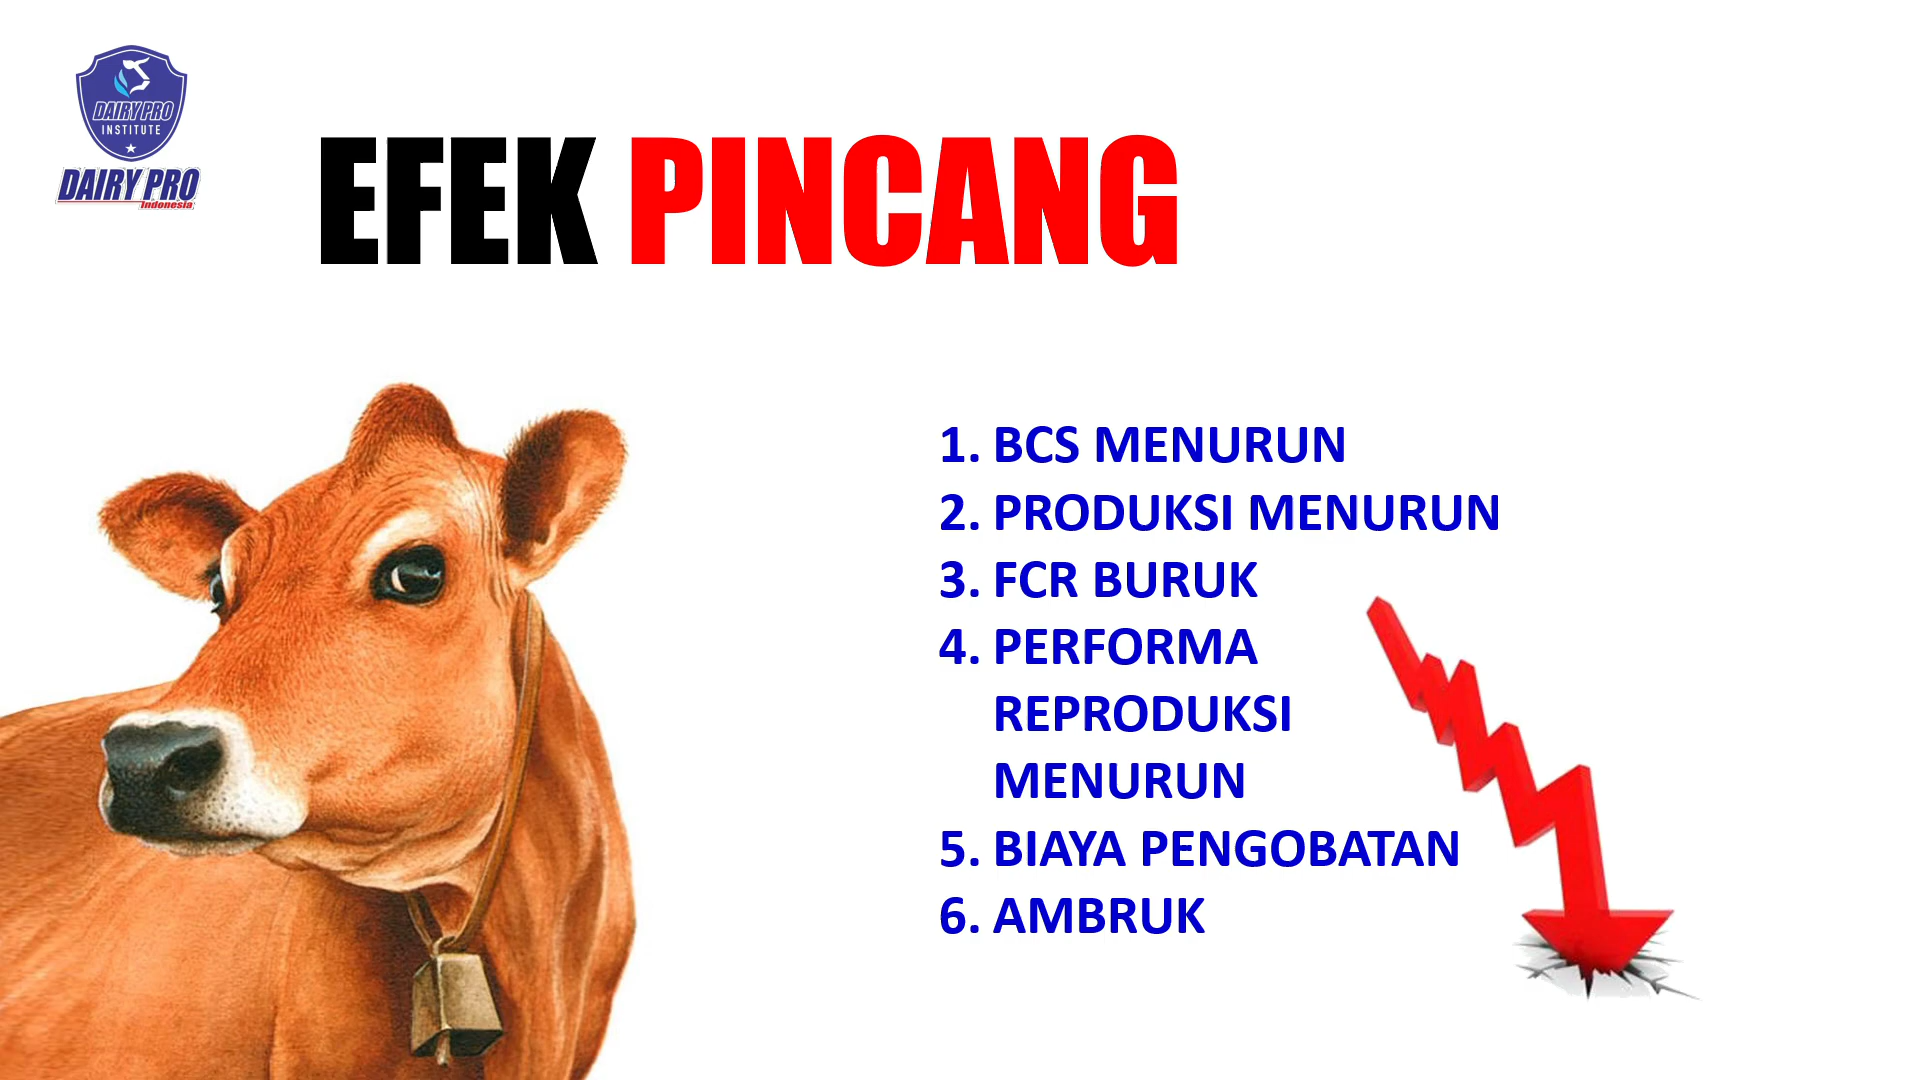 DAIRY PRO
INSTITUTE
DAIRY PRO
Indonesia
EFEK PINCANG
1. BCS MENURUN
2. PRODUKSI MENURUN
3. FCR BURUK
4. PERFORMA
REPRODUKSI
MENURUN
5. BIAYA PENGOBATAN
6. AMBRUK